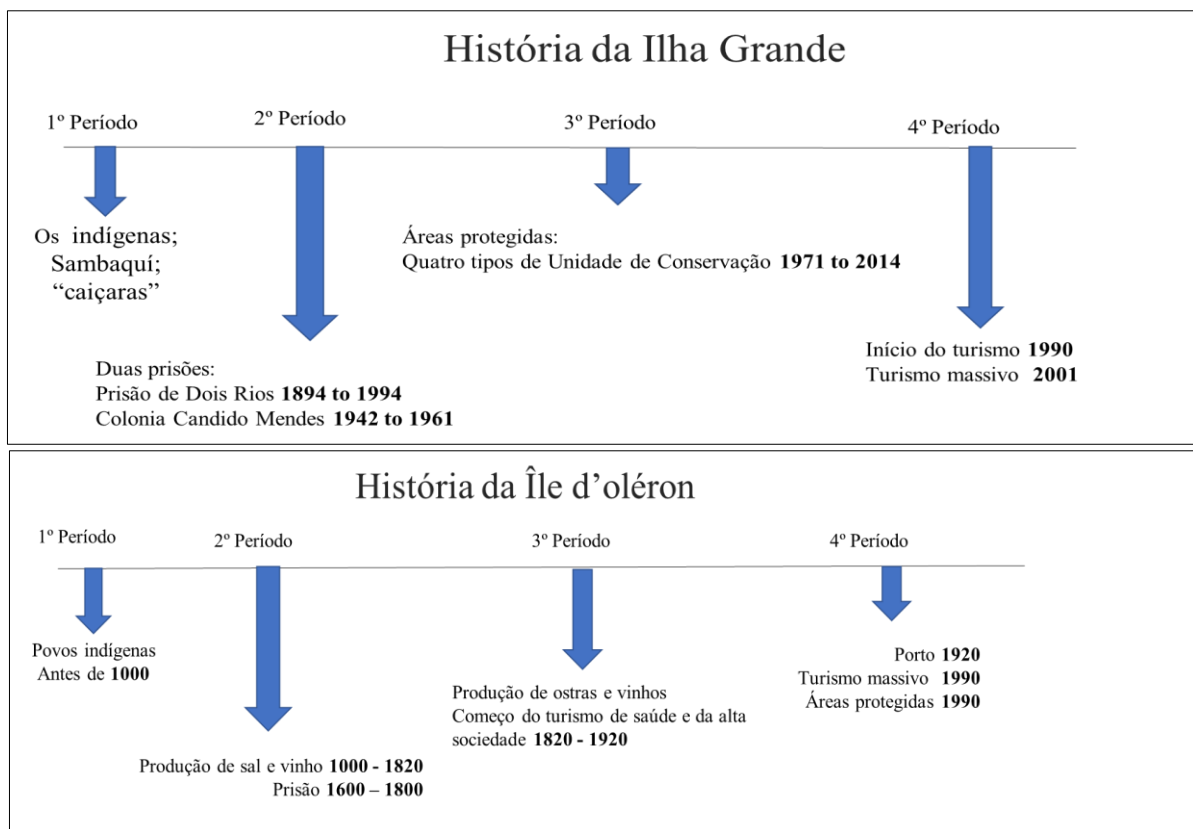 História da Ilha Grande
1º Período
2º Período
3º Período
4º Período
Os indígenas;
Sambaquí;
“caiçaras”
Áreas protegidas:
Quatro tipos de Unidade de Conservação 1971 to 2014
Duas prisões:
Prisão de Dois Rios 1894 to 1994
Colonia Candido Mendes 1942 to 1961
Início do turismo 1990
Turismo massivo 2001
História da Île d’oléron
1º Período
2º Período
3º Período
4º Período
Povos indígenas
Antes de 1000
Produção de sal e vinho 1000 - 1820
Prisão 1600 – 1800
Produção de ostras e vinhos
Começo do turismo de saúde e da alta
sociedade 1820 - 1920
Porto 1920
Turismo massivo 1990
Áreas protegidas 1990